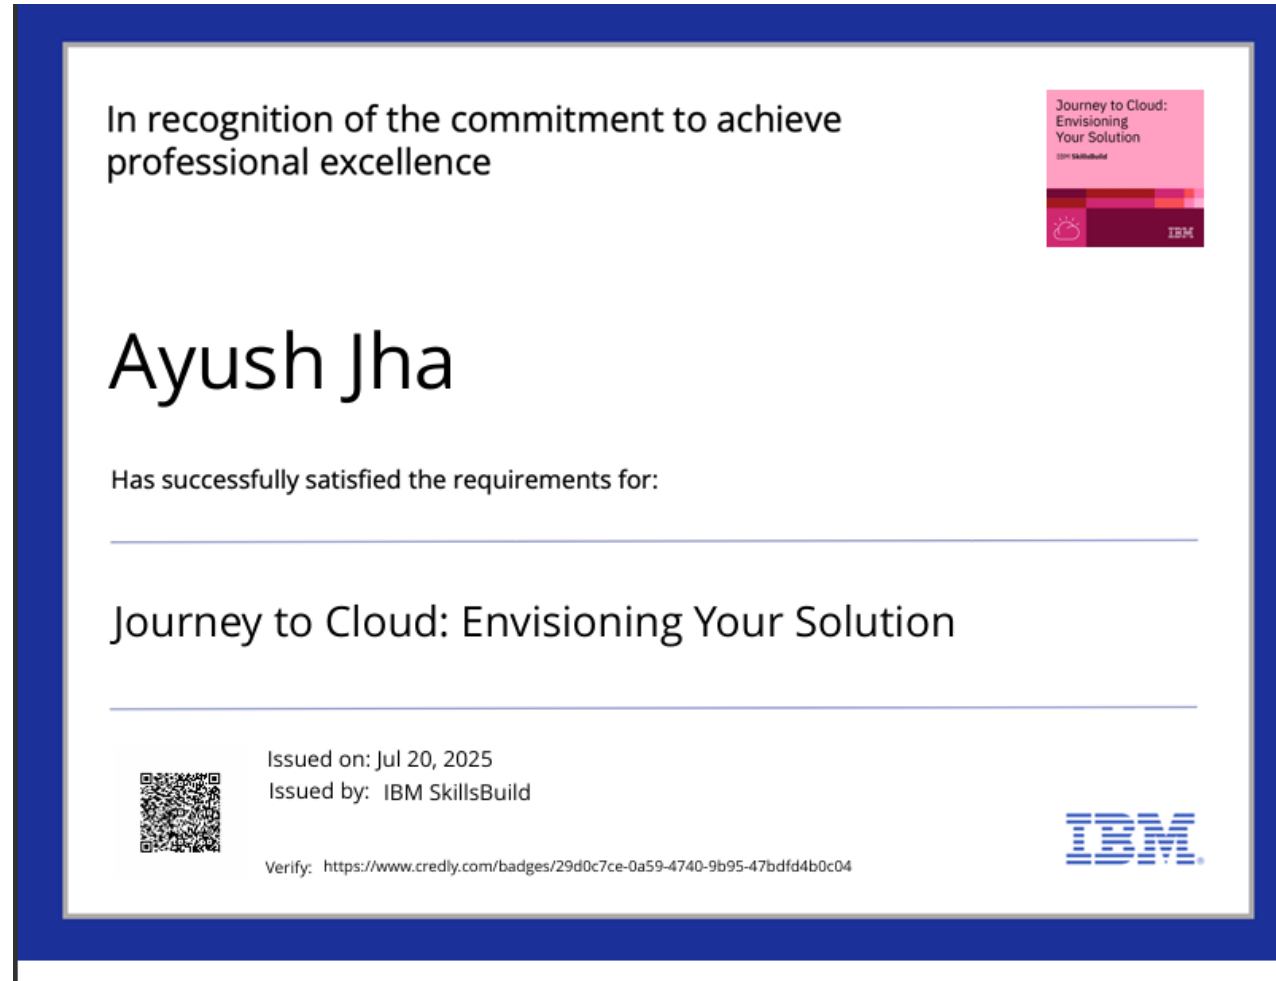 In recognition of the commitment to achieve
professional excellence
Journey to Cloud:
Envisioning
Your Solution
IBM SkillsBuild
IBM
Ayush Jha
Has successfully satisfied the requirements for:
Journey to Cloud: Envisioning Your Solution
Issued on: Jul 20, 2025
Issued by: IBM SkillsBuild
Verify: https://www.credly.com/badges/29d0c7ce-0a59-4740-9b95-47bdfd4b0c04
IBM